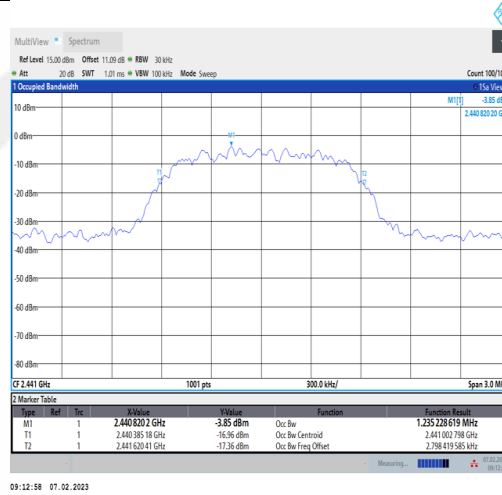 MultiView Spectrum
Ref Level 15.00 dBm Offset 11.09 dB RBW 30 kHz
Att 20 dB SWT 1.01 ms VBW 100 kHz Mode Sweep Count 100/10
1 Occupied Bandwidth
M1[1] -3.85 dB
2.440 820 20 G
10 dBm
0 dBm
M1
-10 dBm
T1
T2
-20 dBm
-30 dBm
-40 dBm
-50 dBm
-60 dBm
-70 dBm
-80 dBm
CF 2.441 GHz 1001 pts 300.0 kHz/ Span 3.0 M
2 Marker Table
Type Ref Trc X-Value Y-Value Function Function Result
M1 1 2.440 820 2 GHz -3.85 dBm Occ Bw 1.235 228 619 MHz
T1 1 2.440 385 18 GHz -16.96 dBm Occ Bw Centroid 2.441 002 798 GHz
T2 1 2.441 620 41 GHz -17.36 dBm Occ Bw Freq Offset 2.798 419 585 kHz
Measuring...
09:12:58 07.02.2023